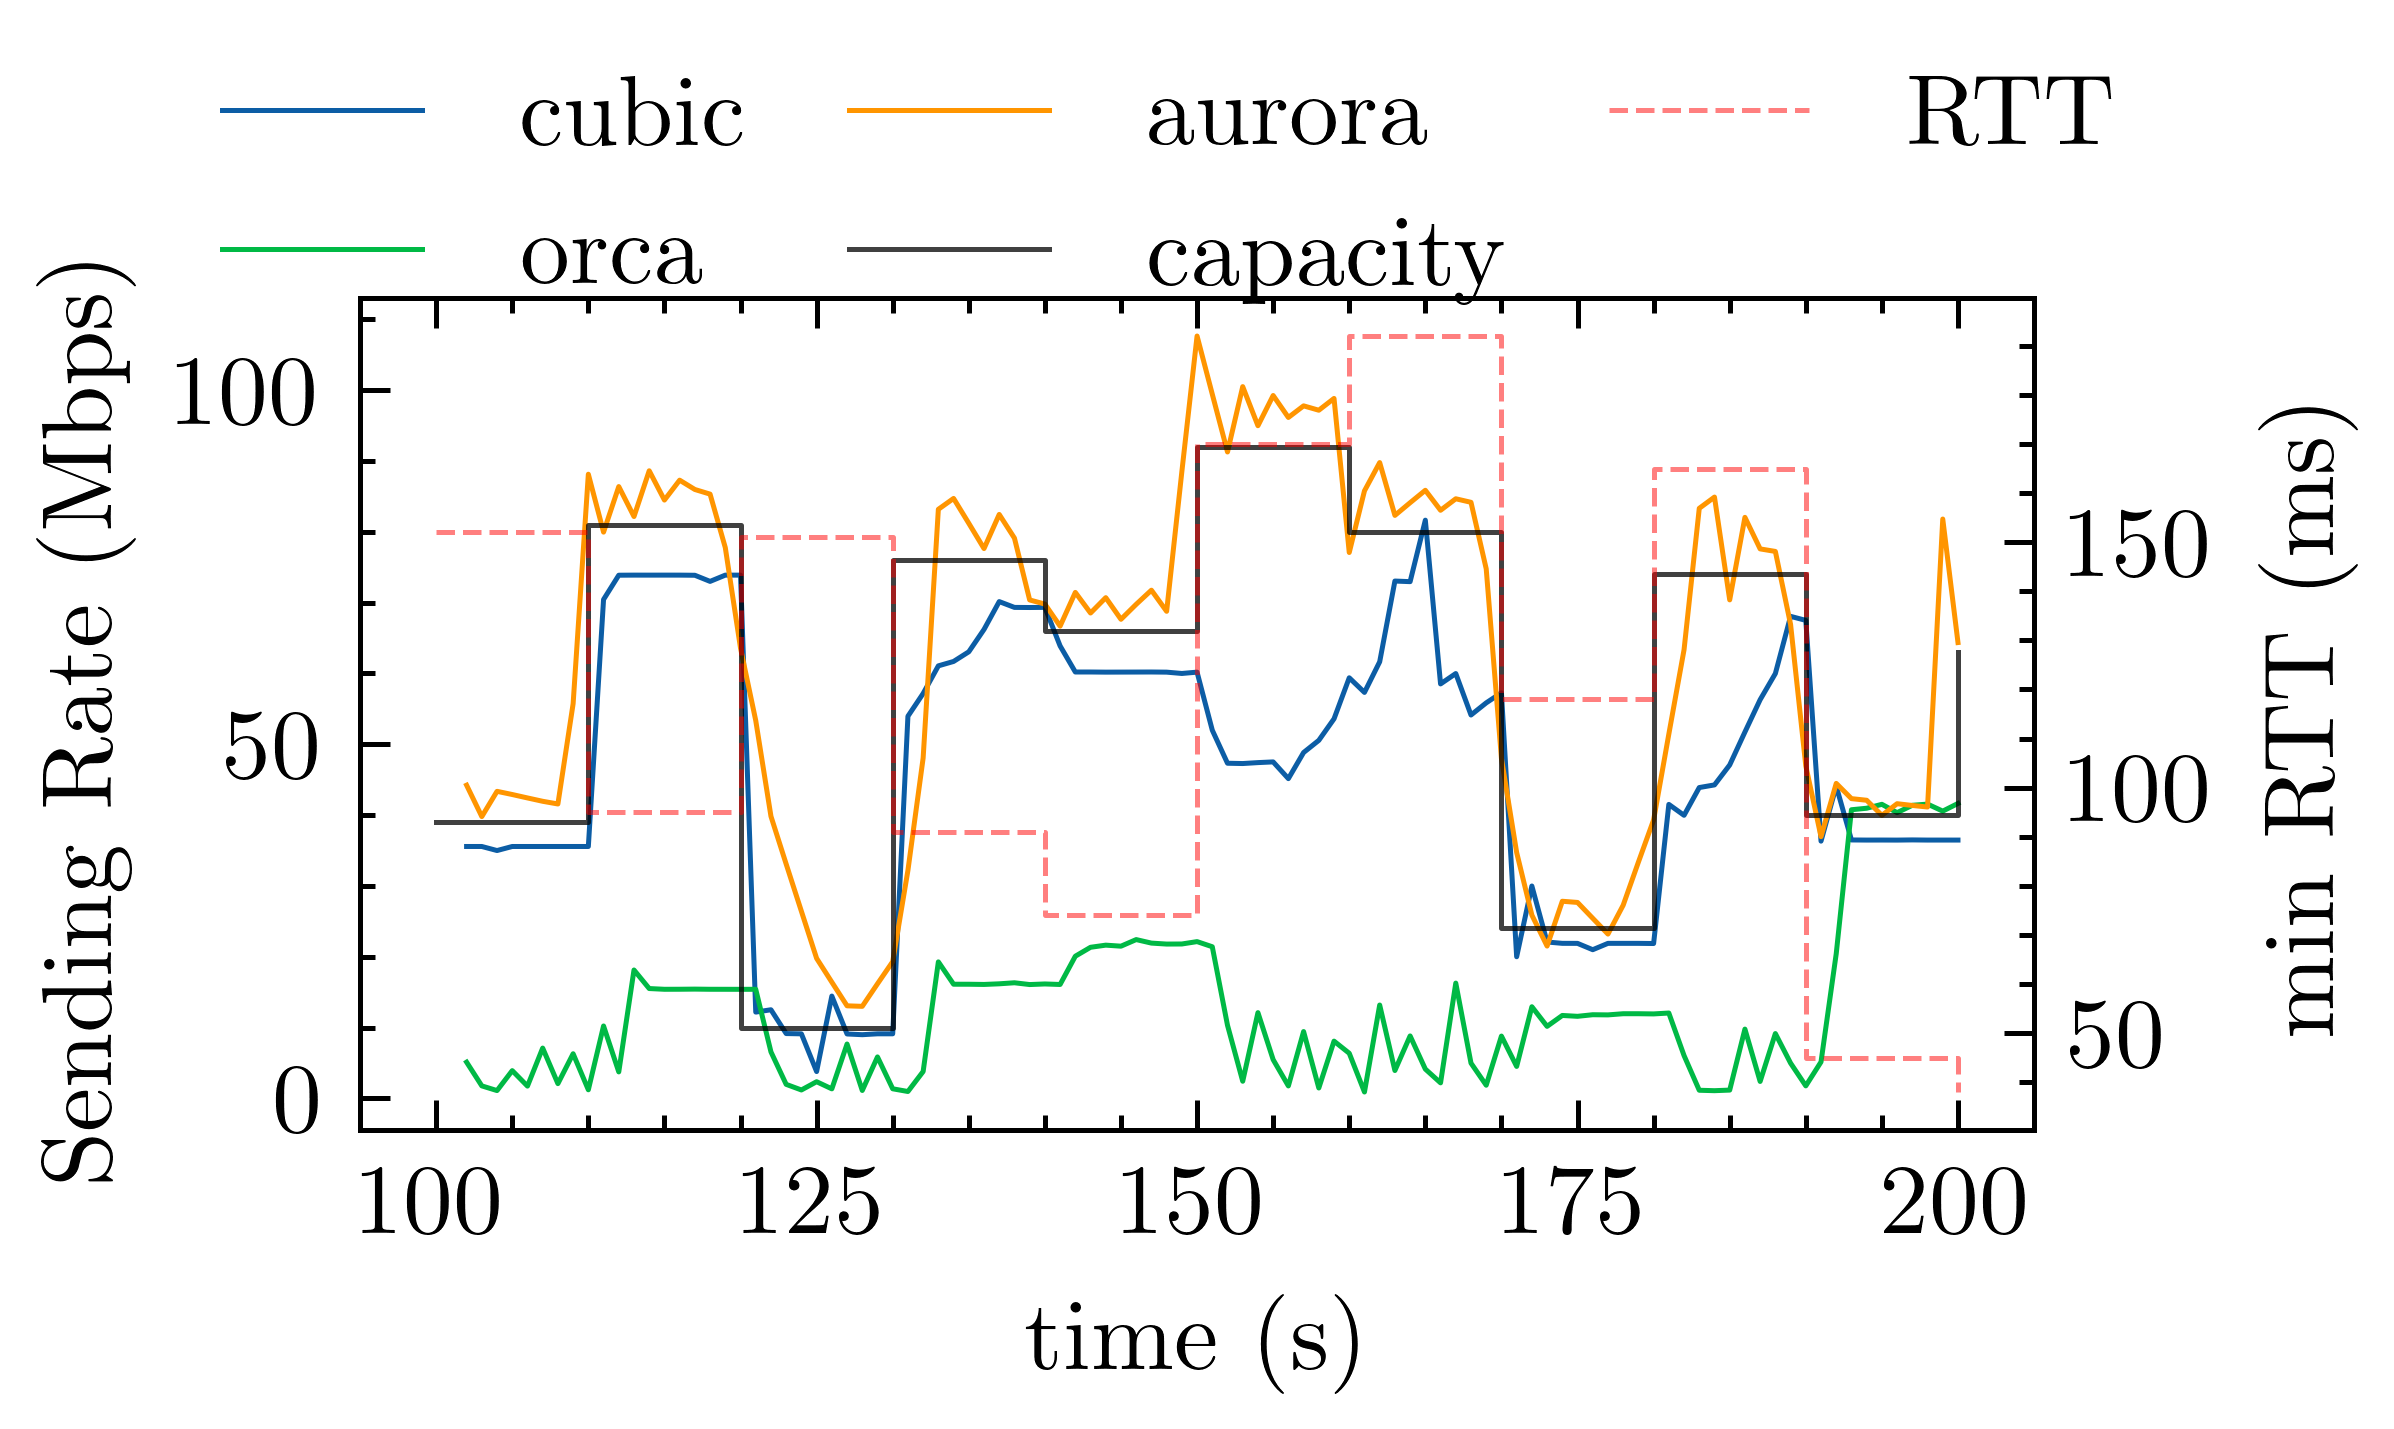 cubic aurora RTT
orca capacity
Sending Rate (Mbps)
100
50
0
150
100
50
min RTT (ms)
100 125 150 175 200
time (s)